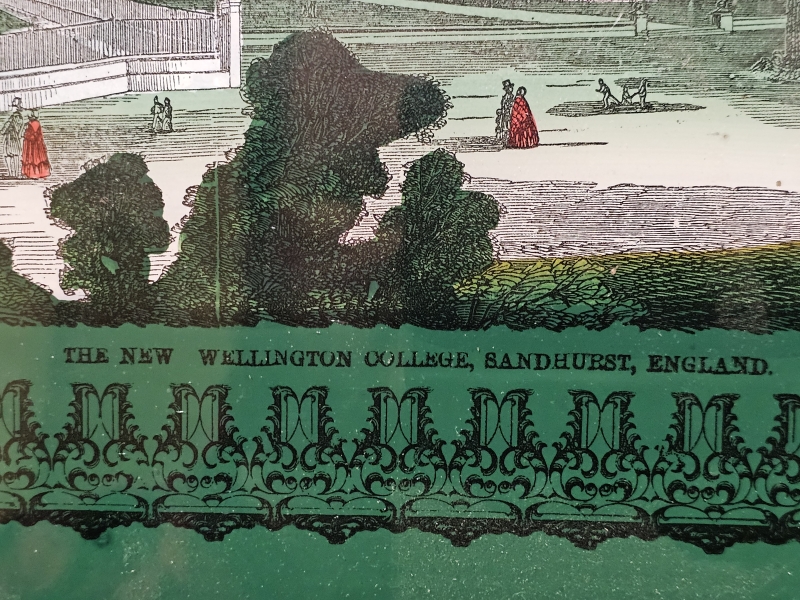 THE NEW WELLINGTON COLLEGE, SANDHURST, ENGLAND.